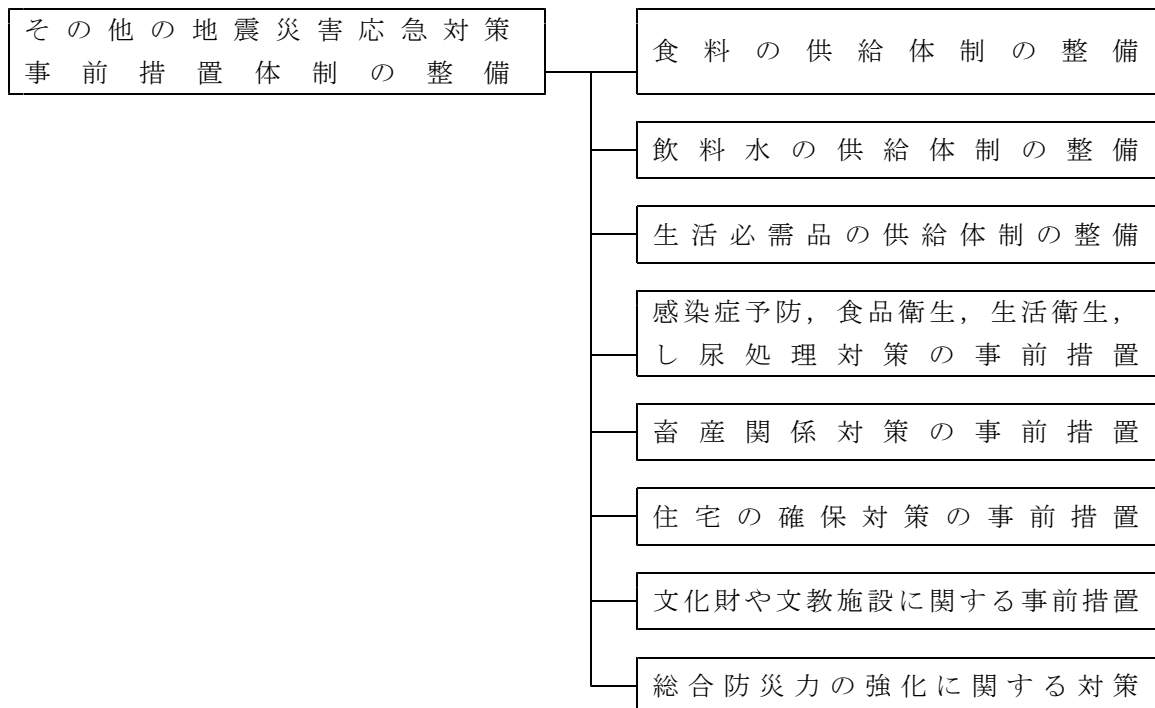 その他の地震災害応急対策
事前措置体制の整備
食料の供給体制の整備
飲料水の供給体制の整備
生活必需品の供給体制の整備
感染症予防，食品衛生，生活衛生，
し尿処理対策の事前措置
畜産関係対策の事前措置
住宅の確保対策の事前措置
文化財や文教施設に関する事前措置
総合防災力の強化に関する対策